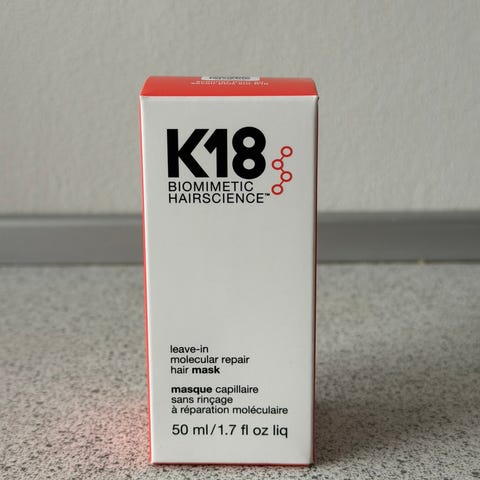 K18
BIOMIMETIC
HAIRSCIENCE™
leave-in
molecular repair
hair mask
masque capillaire
sans rinçage
à réparation moléculaire
50 ml/1.7 fl oz liq